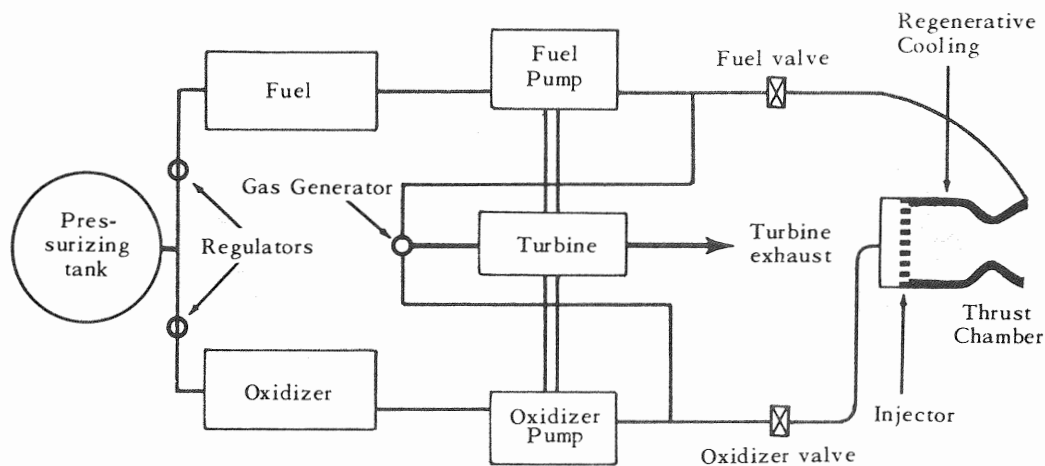 Regenerative
Cooling
Fuel
Pump
Fuel valve
Fuel
Gas Generator
Pres-
surizing
tank
Regulators
Turbine
Turbine
exhaust
Thrust
Chamber
Oxidizer
Oxidizer
Pump
Injector
Oxidizer valve